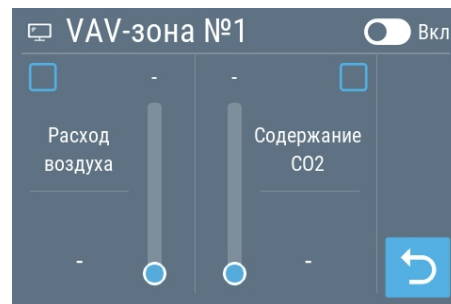 VAV-зона №1
Вкл
- -
Расход
воздуха
Содержание
CO2
- -